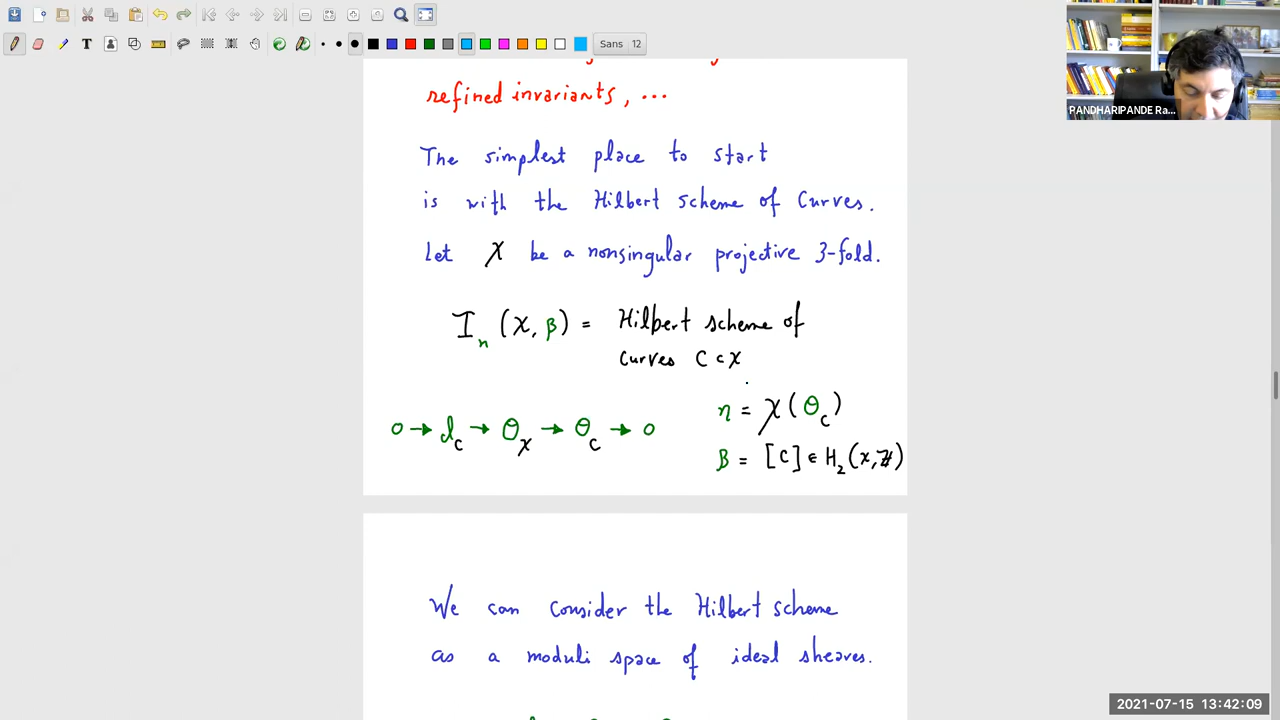 Sans 12
PANDHARIPANDE Ra...
refined invariants, ...
The simplest place to start
is with the Hilbert scheme of Curves.
Let X be a nonsingular projective 3-fold.
I_n (X, β) = Hilbert scheme of
Curves C ⊂ X
n = χ(O_C)
0 → I_C → O_X → O_C → 0
β = [C] ∈ H_2(X, Z)
We can consider the Hilbert scheme
as a moduli space of ideal sheaves.
2021-07-15 13:42:09